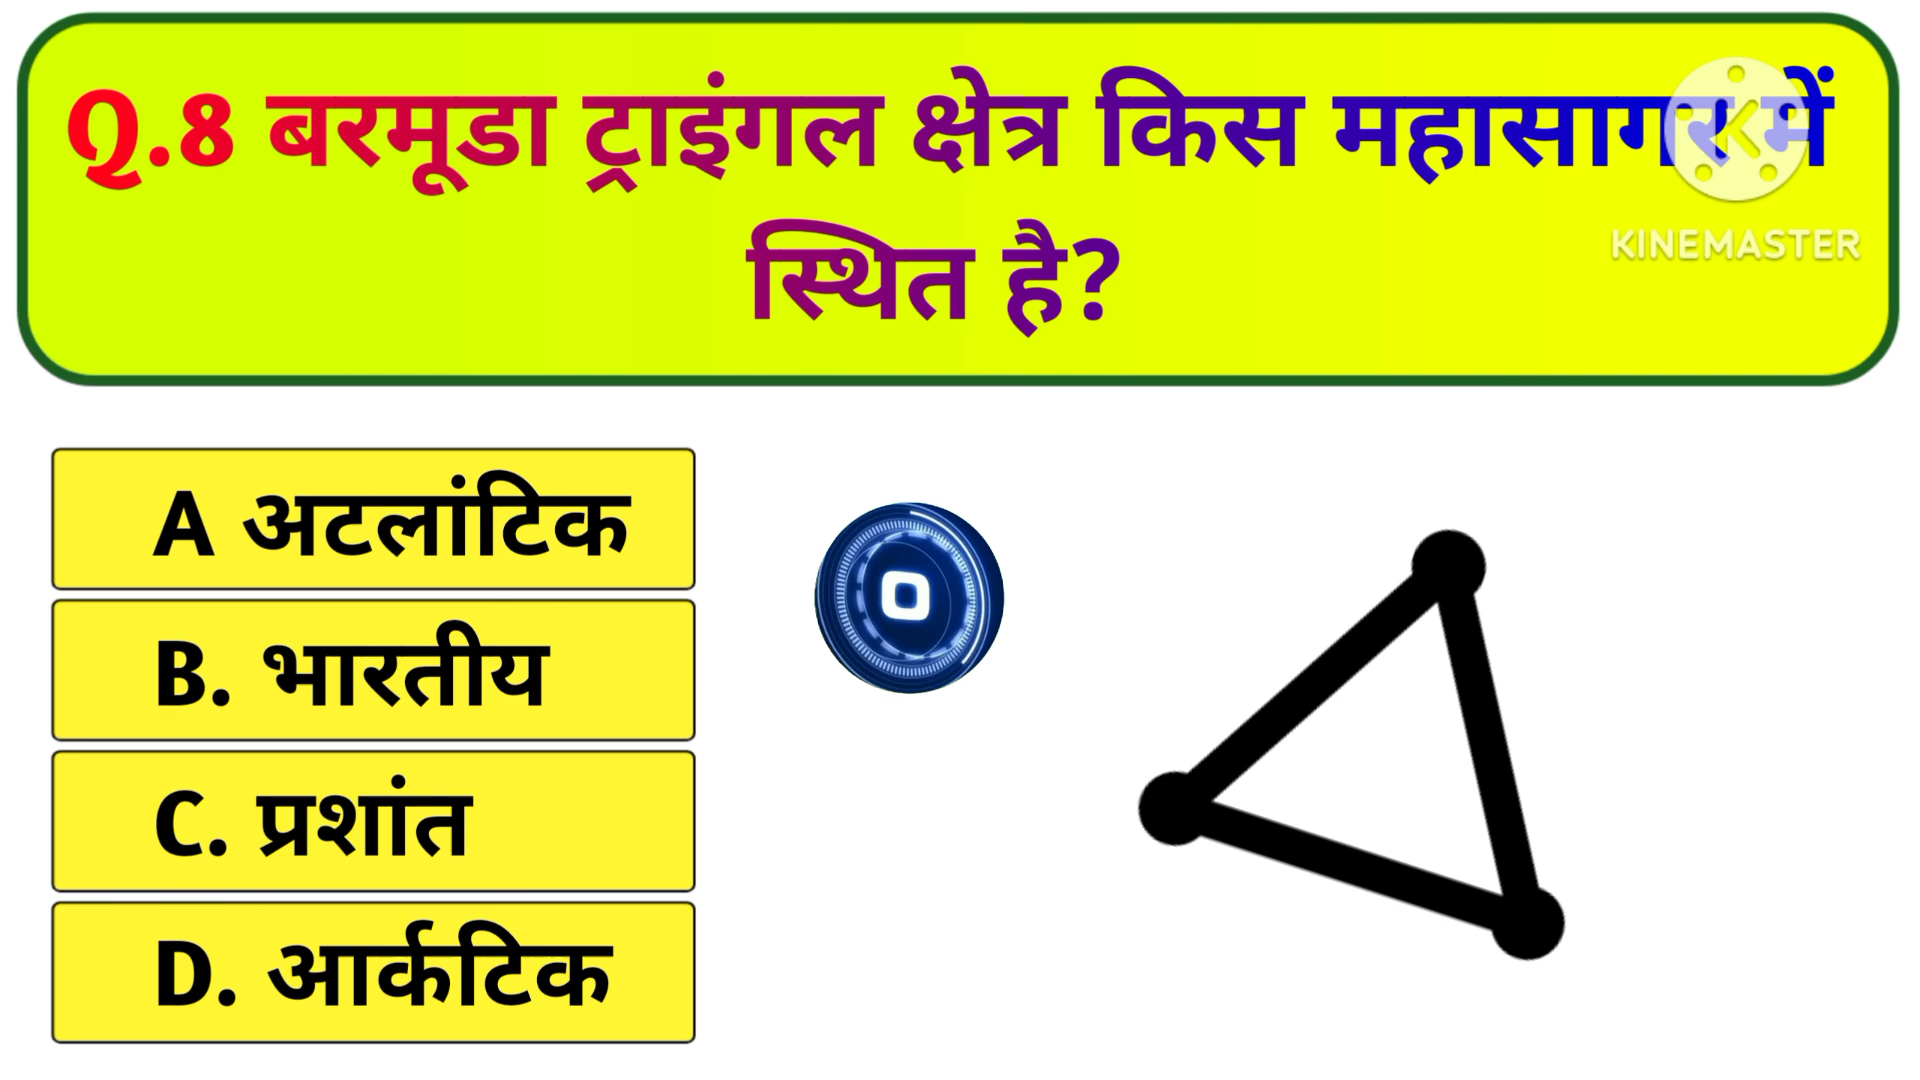 Q.8 बरमूडा ट्राइंगल क्षेत्र किस महासागर में
स्थित है?
KINEMASTER
A अटलांटिक
B. भारतीय
C. प्रशांत
D. आर्कटिक
0